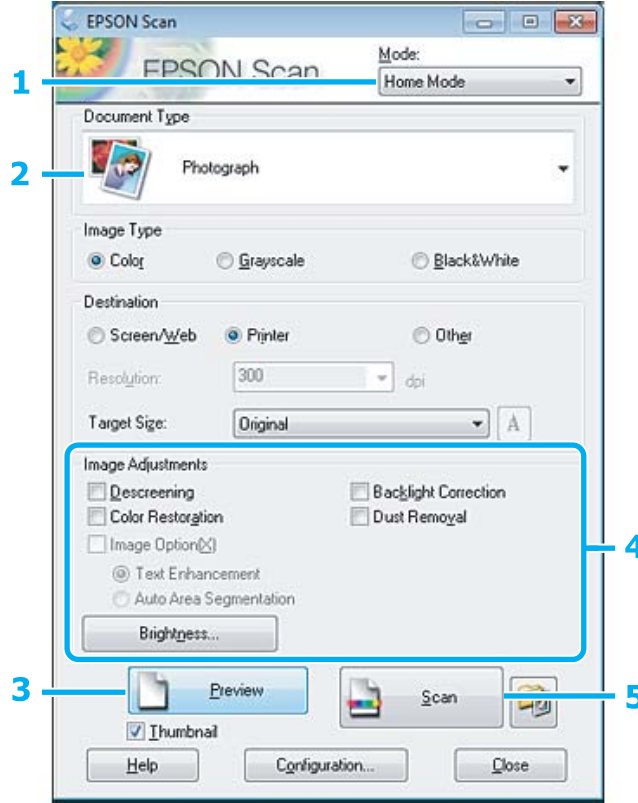 EPSON Scan
EPSON Scan
Mode:
1
Home Mode
Document Type
2
Photograph
Image Type
Color Grayscale Black&White
Destination
Screen/Web Printer Other
Resolution: 300 dpi
Target Size: Original A
Image Adjustments
Descreening Backlight Correction
Color Restoration Dust Removal
4
Image Option(X)
Text Enhancement
Auto Area Segmentation
Brightness...
3 Preview Scan 5
Thumbnail
Help Configuration... Close